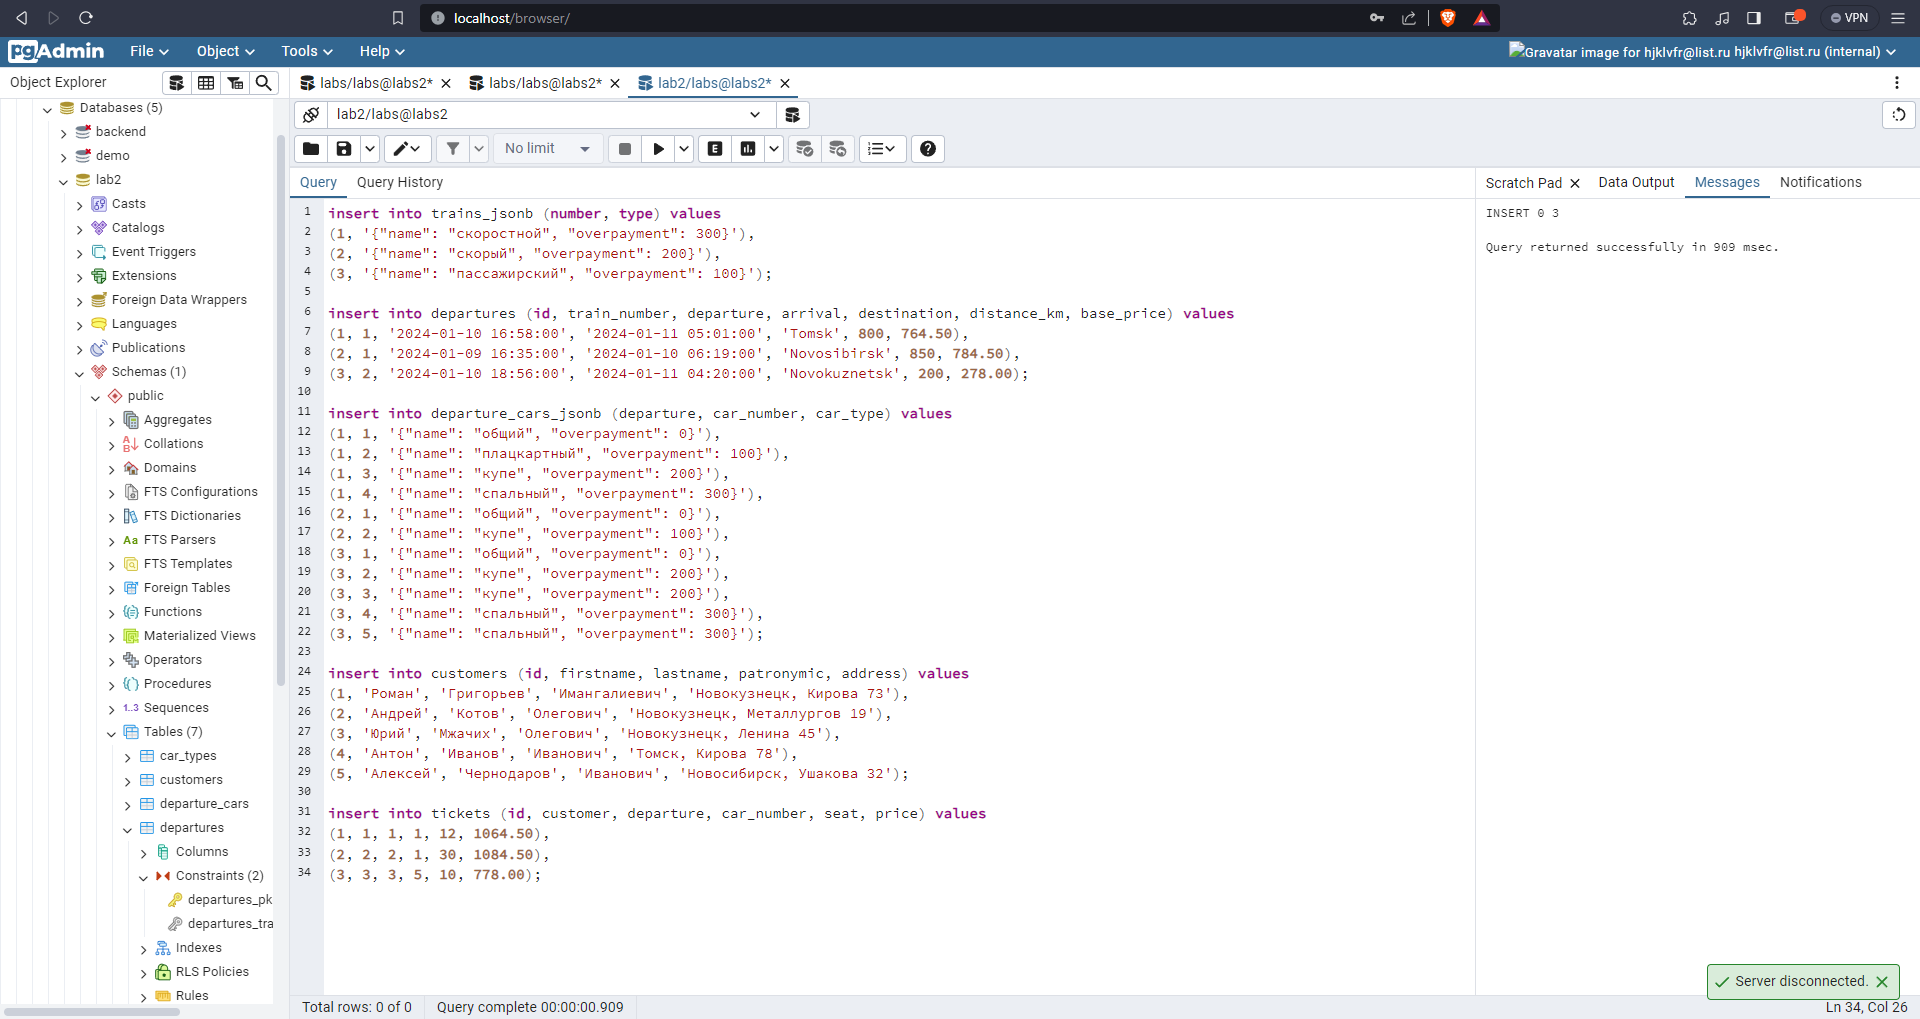 localhost/browser/
VPN
pgAdmin
File
Object
Tools
Help
Gravatar image for hjklvfr@list.ru hjklvfr@list.ru (internal)
Object Explorer
labs/labs@labs2*
labs/labs@labs2*
lab2/labs@labs2*
Databases (5)
backend
demo
lab2
Casts
Catalogs
Event Triggers
Extensions
Foreign Data Wrappers
Languages
Publications
Schemas (1)
public
Aggregates
Collations
Domains
FTS Configurations
FTS Dictionaries
Aa FTS Parsers
FTS Templates
Foreign Tables
Functions
Materialized Views
Operators
Procedures
1..3 Sequences
Tables (7)
car_types
customers
departure_cars
departures
Columns
Constraints (2)
departures_pk
departures_tra
Indexes
RLS Policies
Rules
lab2/labs@labs2
No limit
E
Query
Query History
1 insert into trains_jsonb (number, type) values
2 (1, '{"name": "скоростной", "overpayment": 300}'),
3 (2, '{"name": "скорый", "overpayment": 200}'),
4 (3, '{"name": "пассажирский", "overpayment": 100}');
5
6 insert into departures (id, train_number, departure, arrival, destination, distance_km, base_price) values
7 (1, 1, '2024-01-10 16:58:00', '2024-01-11 05:01:00', 'Tomsk', 800, 764.50),
8 (2, 1, '2024-01-09 16:35:00', '2024-01-10 06:19:00', 'Novosibirsk', 850, 784.50),
9 (3, 2, '2024-01-10 18:56:00', '2024-01-11 04:20:00', 'Novokuznetsk', 200, 278.00);
10
11 insert into departure_cars_jsonb (departure, car_number, car_type) values
12 (1, 1, '{"name": "общий", "overpayment": 0}'),
13 (1, 2, '{"name": "плацкартный", "overpayment": 100}'),
14 (1, 3, '{"name": "купе", "overpayment": 200}'),
15 (1, 4, '{"name": "спальный", "overpayment": 300}'),
16 (2, 1, '{"name": "общий", "overpayment": 0}'),
17 (2, 2, '{"name": "купе", "overpayment": 100}'),
18 (3, 1, '{"name": "общий", "overpayment": 0}'),
19 (3, 2, '{"name": "купе", "overpayment": 200}'),
20 (3, 3, '{"name": "купе", "overpayment": 200}'),
21 (3, 4, '{"name": "спальный", "overpayment": 300}'),
22 (3, 5, '{"name": "спальный", "overpayment": 300}');
23
24 insert into customers (id, firstname, lastname, patronymic, address) values
25 (1, 'Роман', 'Григорьев', 'Имангалиевич', 'Новокузнецк, Кирова 73'),
26 (2, 'Андрей', 'Котов', 'Олегович', 'Новокузнецк, Металлургов 19'),
27 (3, 'Юрий', 'Мжачих', 'Олегович', 'Новокузнецк, Ленина 45'),
28 (4, 'Антон', 'Иванов', 'Иванович', 'Томск, Кирова 78'),
29 (5, 'Алексей', 'Чернодаров', 'Иванович', 'Новосибирск, Ушакова 32');
30
31 insert into tickets (id, customer, departure, car_number, seat, price) values
32 (1, 1, 1, 1, 12, 1064.50),
33 (2, 2, 2, 1, 30, 1084.50),
34 (3, 3, 3, 5, 10, 778.00);
Scratch Pad
Data Output
Messages
Notifications
INSERT 0 3
Query returned successfully in 909 msec.
Server disconnected.
Total rows: 0 of 0
Query complete 00:00:00.909
Ln 34, Col 26